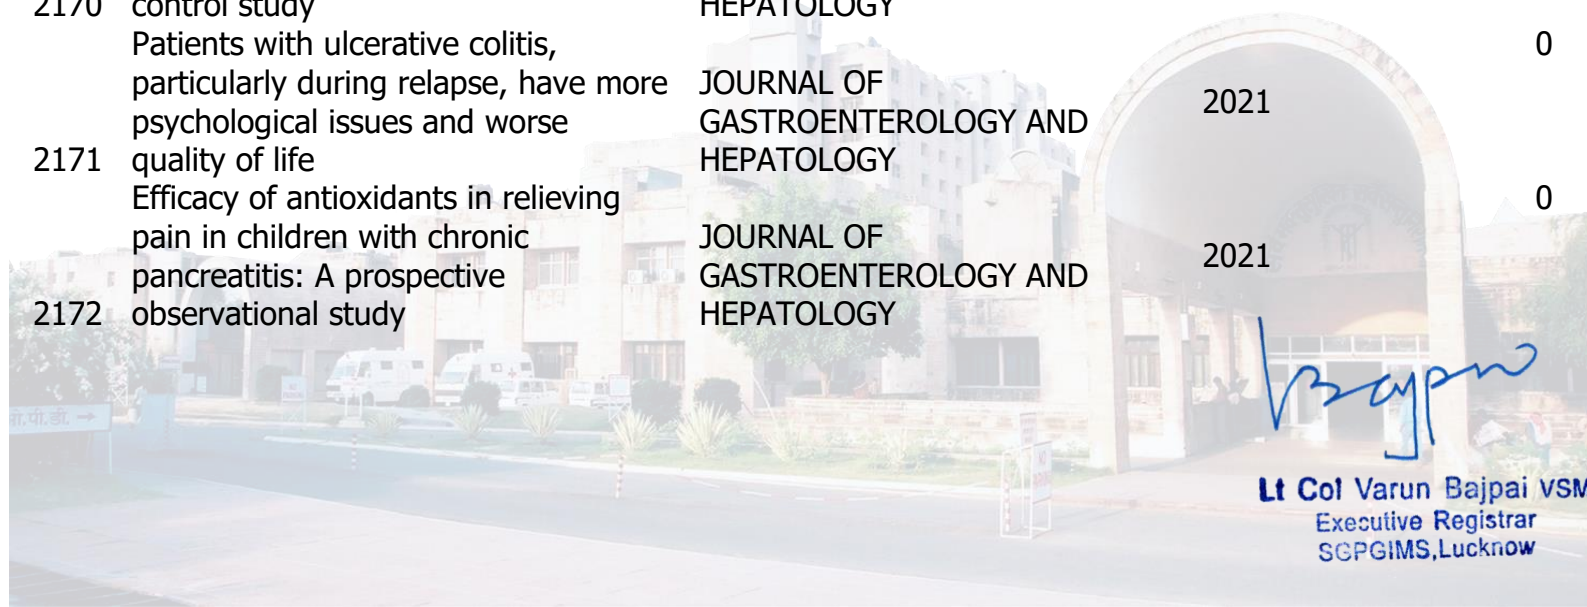 2170 control study HEPATOLOGY
Patients with ulcerative colitis, 0
particularly during relapse, have more JOURNAL OF
psychological issues and worse GASTROENTEROLOGY AND 2021
2171 quality of life HEPATOLOGY
Efficacy of antioxidants in relieving 0
pain in children with chronic JOURNAL OF
pancreatitis: A prospective GASTROENTEROLOGY AND 2021
2172 observational study HEPATOLOGY
Bajpai
Lt Col Varun Bajpai VSM
Executive Registrar
SGPGIMS,Lucknow